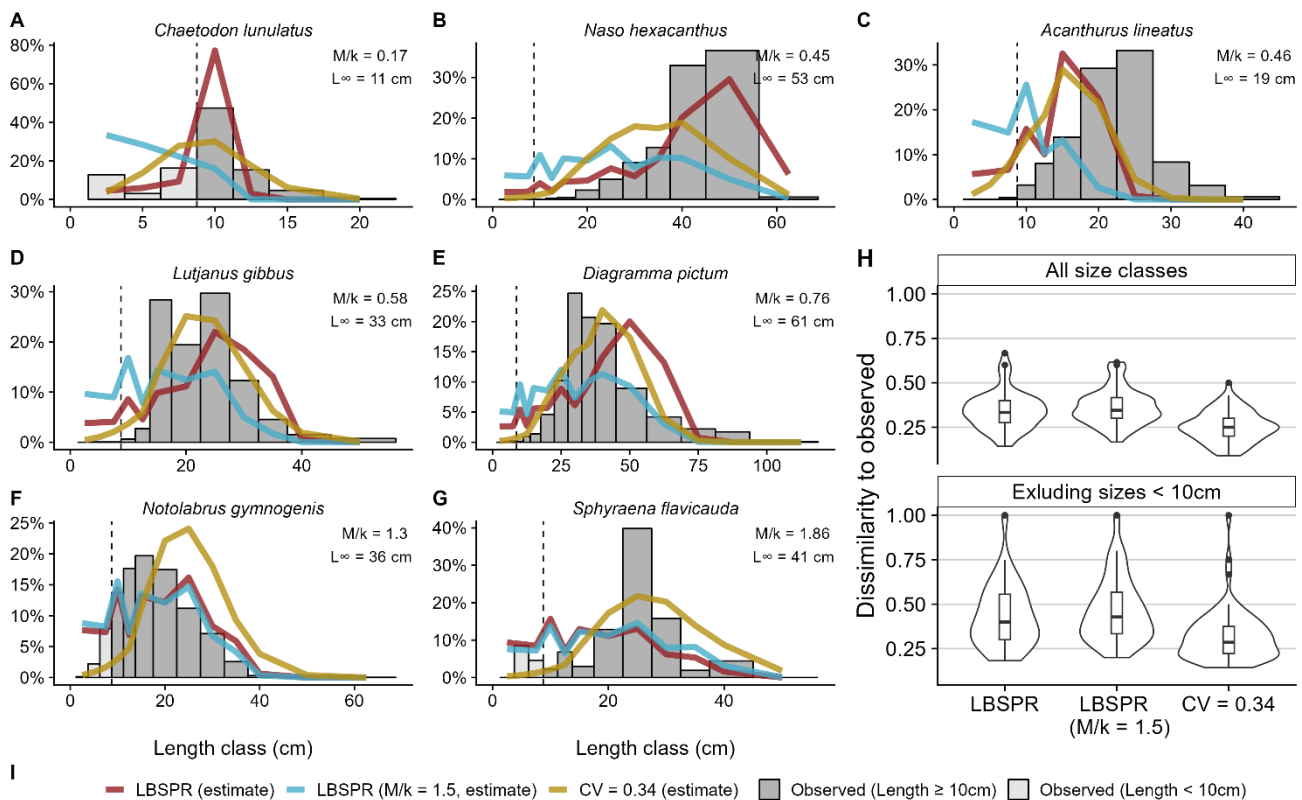 A
Chaetodon lunulatus
80%
60%
40%
20%
0%
M/k = 0.17
L∞ = 11 cm
0 5 10 15 20
B
Naso hexacanthus
30%
20%
10%
0%
M/k = 0.45
L∞ = 53 cm
0 20 40 60
C
Acanthurus lineatus
30%
20%
10%
0%
M/k = 0.46
L∞ = 19 cm
0 10 20 30 40
D
Lutjanus gibbus
30%
20%
10%
0%
M/k = 0.58
L∞ = 33 cm
0 20 40
E
Diagramma pictum
25%
20%
15%
10%
5%
0%
M/k = 0.76
L∞ = 61 cm
0 25 50 75 100
F
Notolabrus gymnogenis
25%
20%
15%
10%
5%
0%
M/k = 1.3
L∞ = 36 cm
0 20 40 60
Length class (cm)
G
Sphyraena flavicauda
40%
30%
20%
10%
0%
M/k = 1.86
L∞ = 41 cm
0 20 40
Length class (cm)
H
Dissimilarity to observed
All size classes
1.00
0.75
0.50
0.25
Exluding sizes < 10cm
1.00
0.75
0.50
0.25
LBSPR LBSPR CV = 0.34
(M/k = 1.5)
I
LBSPR (estimate) LBSPR (M/k = 1.5, estimate) CV = 0.34 (estimate) Observed (Length ≥ 10cm) Observed (Length < 10cm)